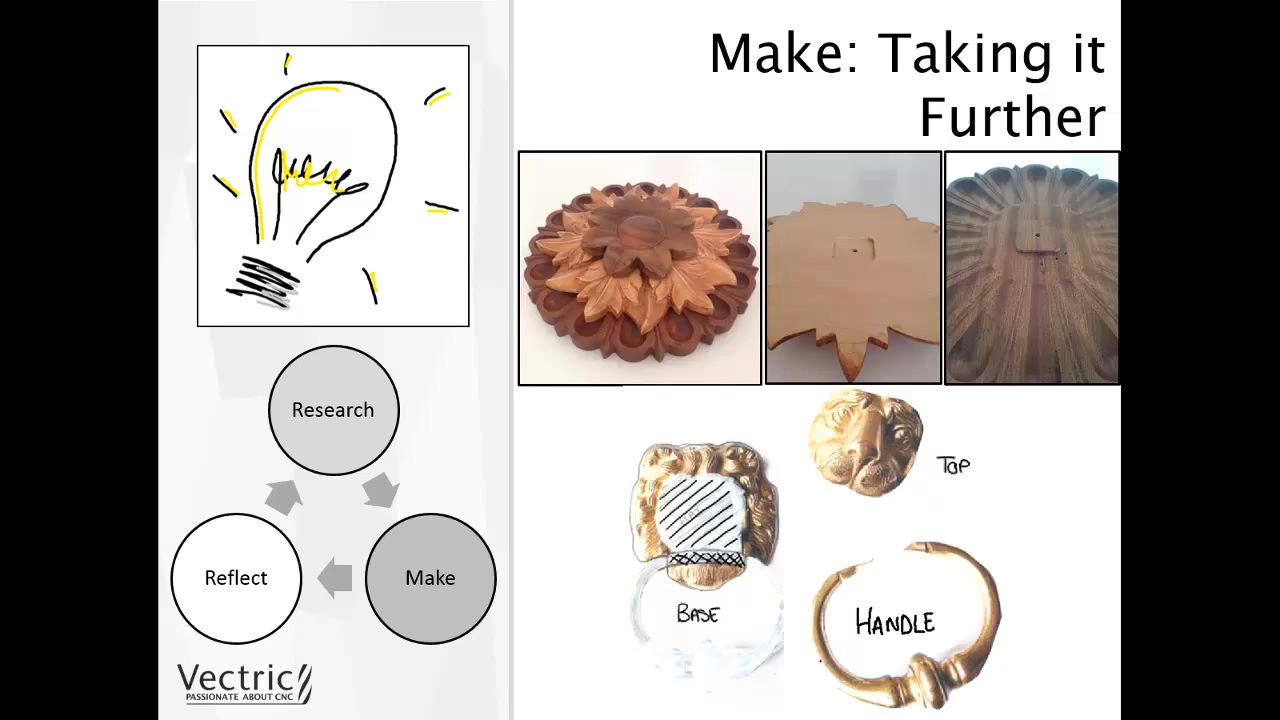 Make: Taking it
Further
Research
Reflect
Make
TOP
BASE
HANDLE
Vectric
PASSIONATE ABOUT CNC